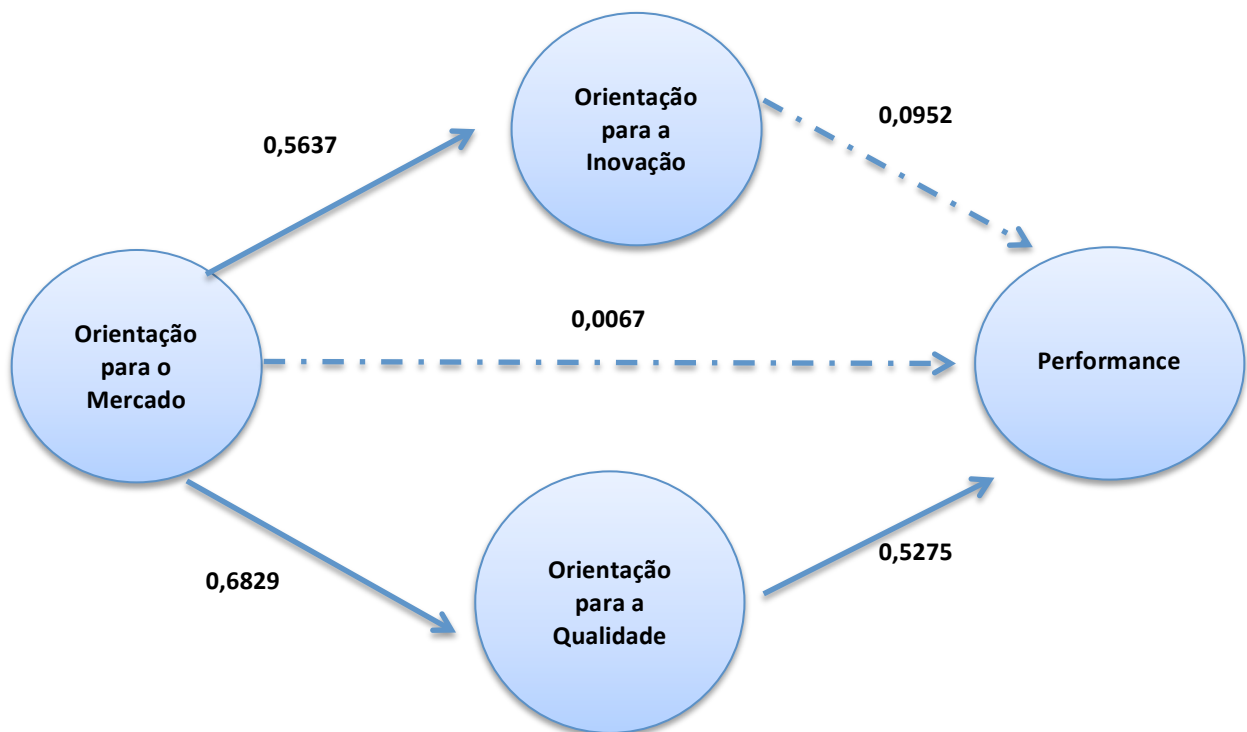 Orientação
para a
Inovação
0,0952
0,5637
Orientação
para o
Mercado
0,0067
Performance
0,6829
Orientação
para a
Qualidade
0,5275